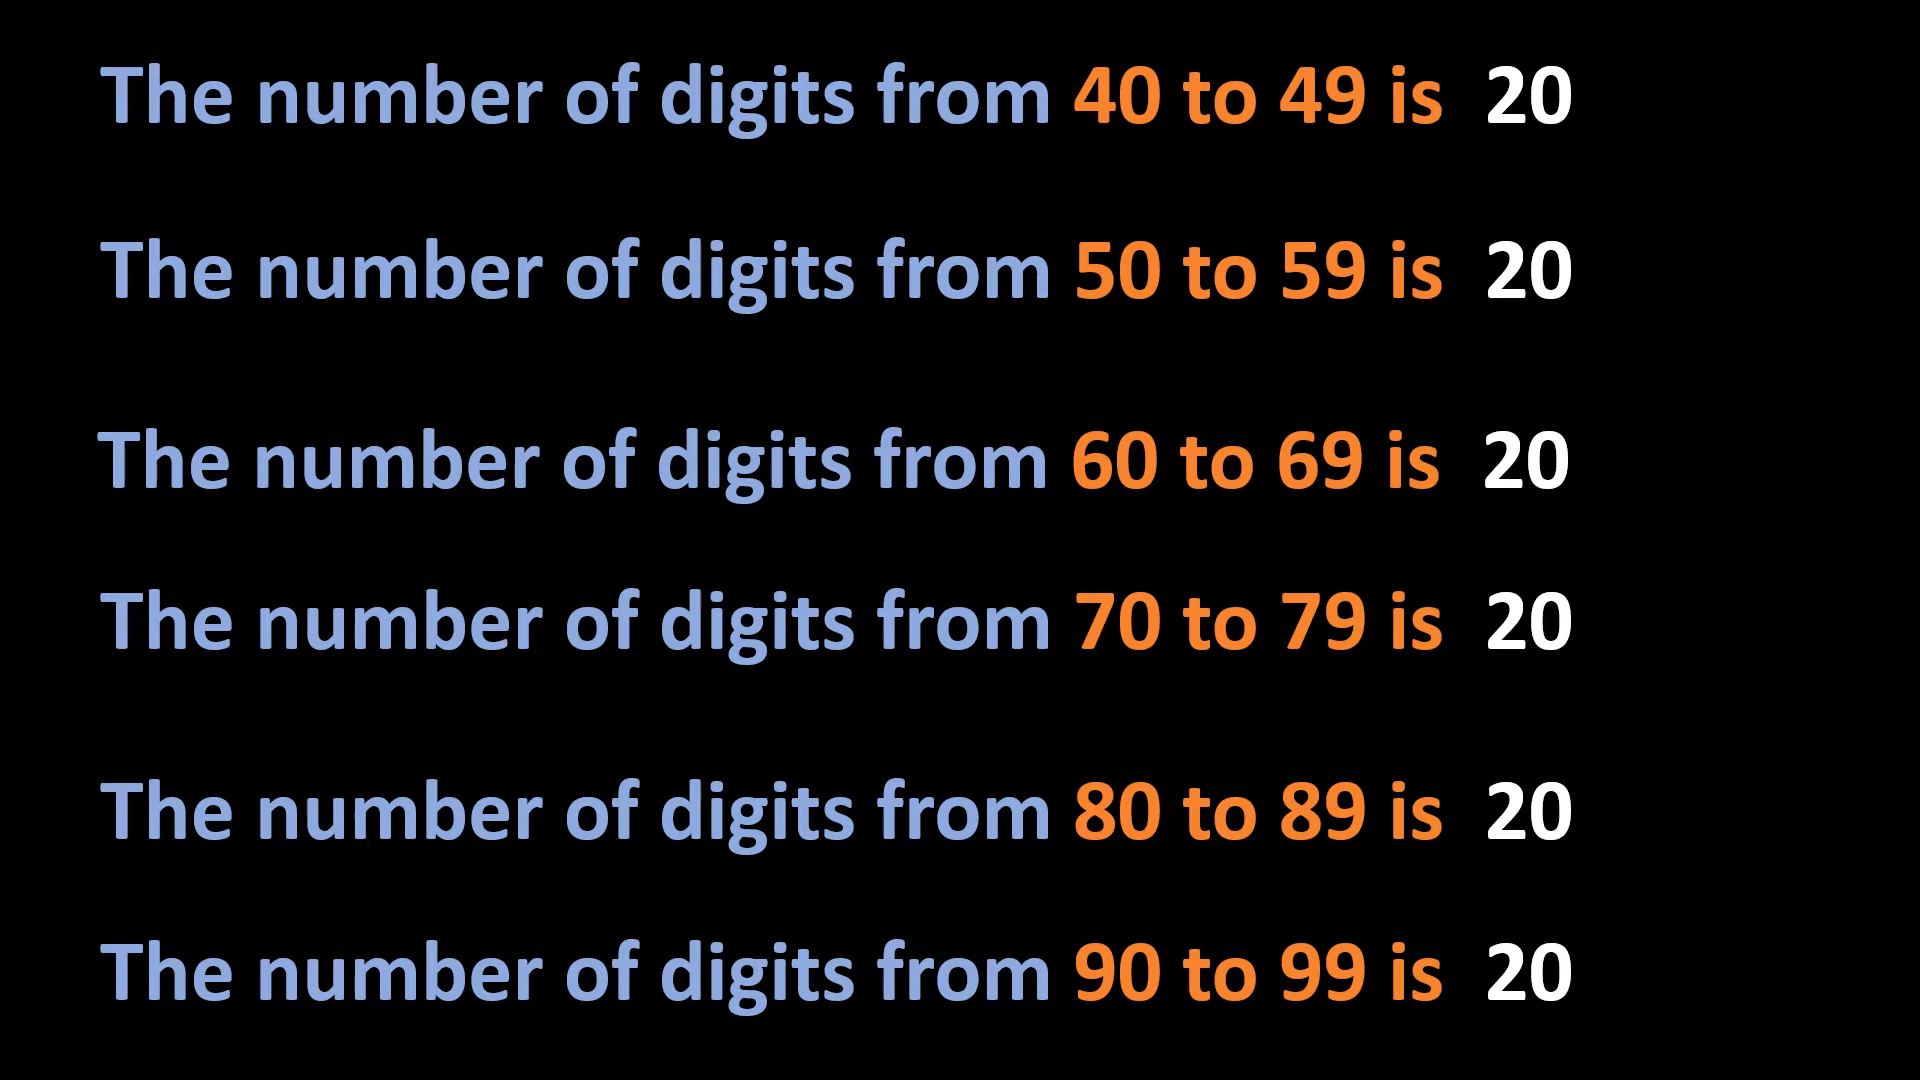 The number of digits from 40 to 49 is 20
The number of digits from 50 to 59 is 20
The number of digits from 60 to 69 is 20
The number of digits from 70 to 79 is 20
The number of digits from 80 to 89 is 20
The number of digits from 90 to 99 is 20